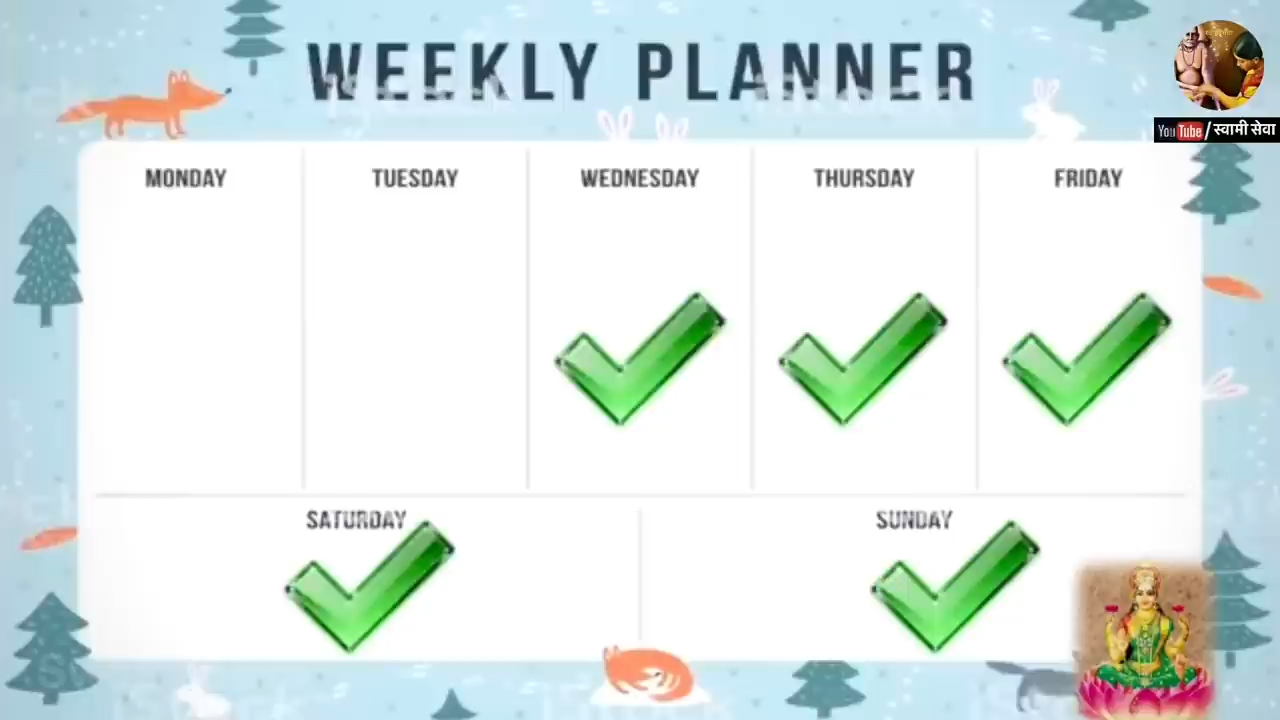 WEEKLY PLANNER
YouTube / स्वामी सेवा
MONDAY
TUESDAY
WEDNESDAY
THURSDAY
FRIDAY
SATURDAY
SUNDAY